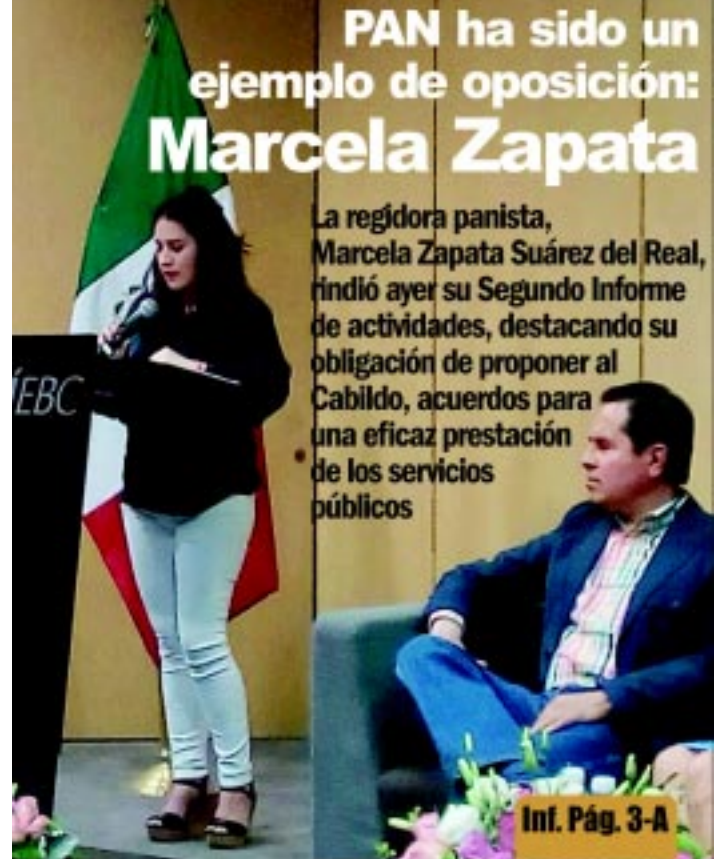 PAN ha sido un
ejemplo de oposición:
Marcela Zapata
La regidora panista,
Marcela Zapata Suárez del Real,
rindió ayer su Segundo Informe
de actividades, destacando su
obligación de proponer al
Cabildo, acuerdos para
una eficaz prestación
de los servicios
públicos
EBC
Inf. Pág. 3-A